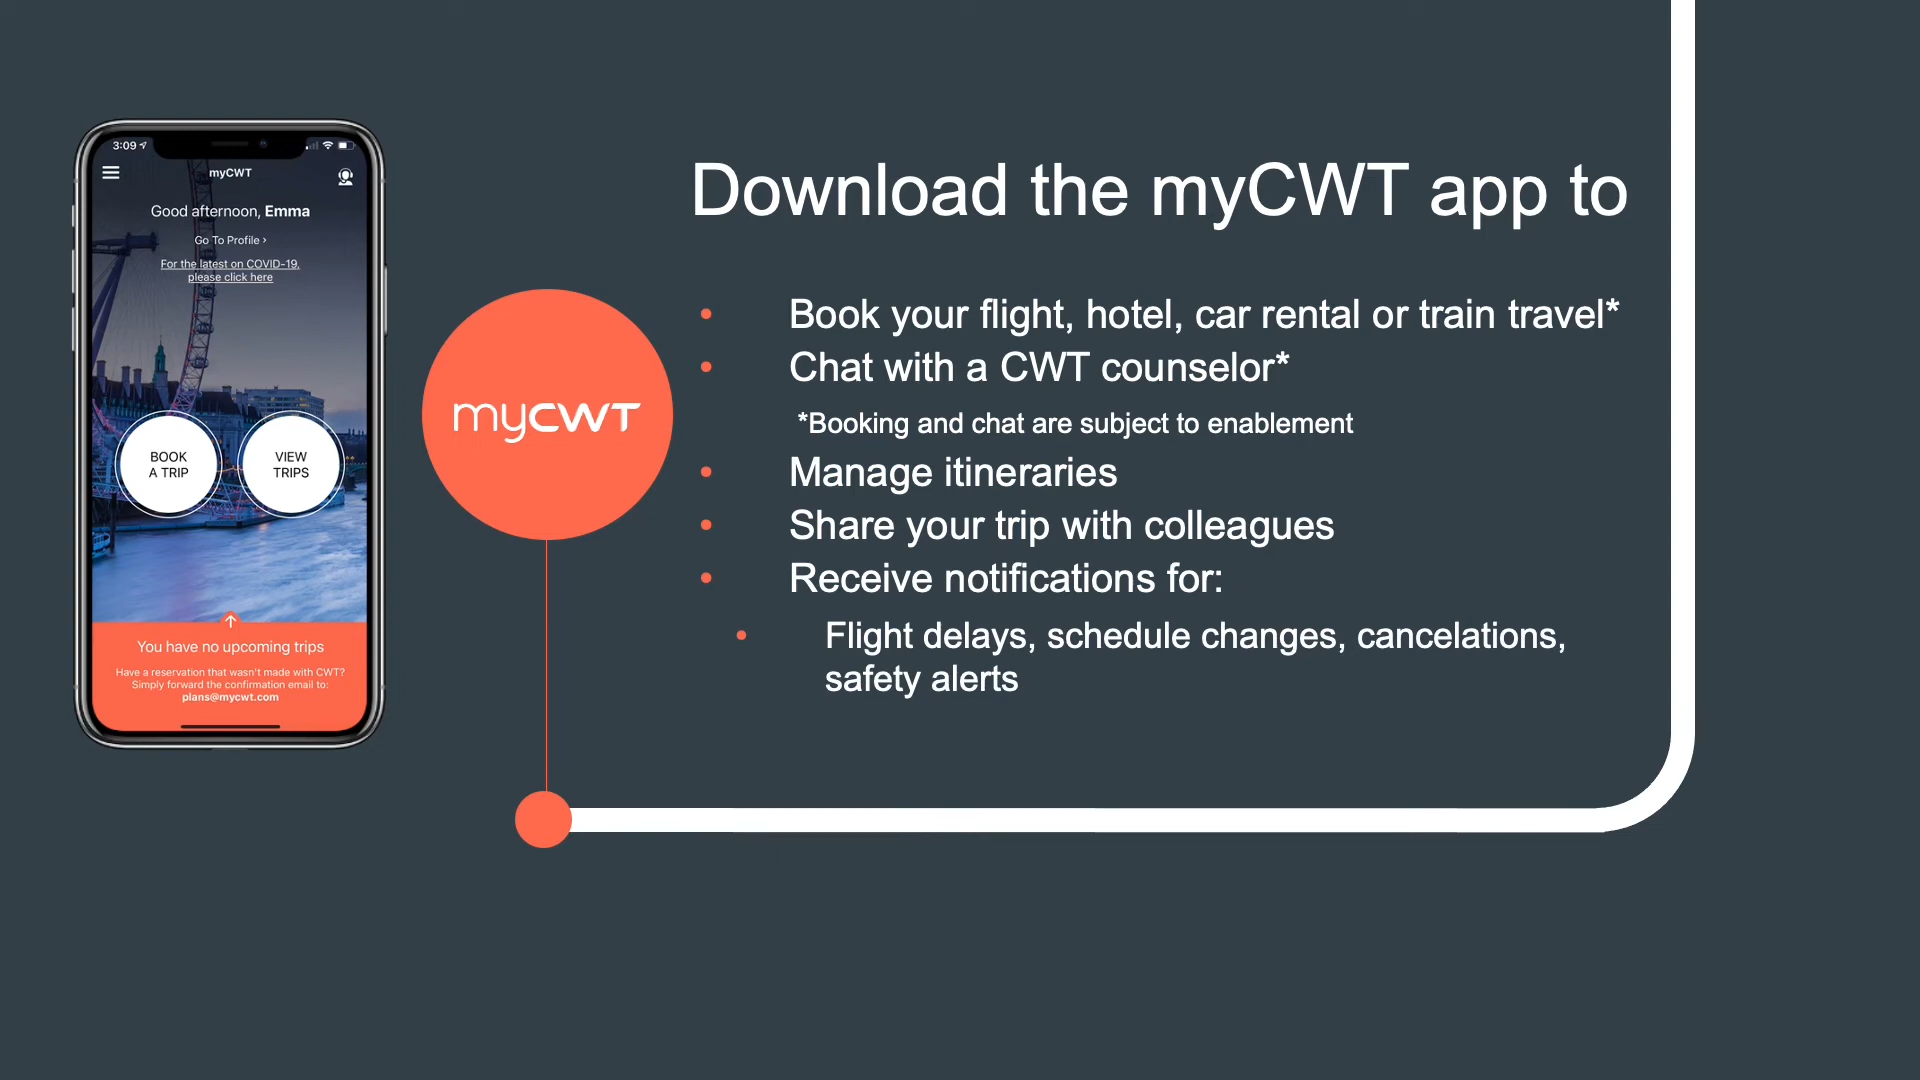 3:09
myCWT
Good afternoon, Emma
Go To Profile ›
For the latest on COVID-19,
please click here
BOOK
A TRIP
VIEW
TRIPS
You have no upcoming trips
Have a reservation that wasn't made with CWT?
Simply forward the confirmation email to:
plans@mycwt.com
myCWT
Download the myCWT app to
• Book your flight, hotel, car rental or train travel*
• Chat with a CWT counselor*
*Booking and chat are subject to enablement
• Manage itineraries
• Share your trip with colleagues
• Receive notifications for:
• Flight delays, schedule changes, cancelations,
safety alerts